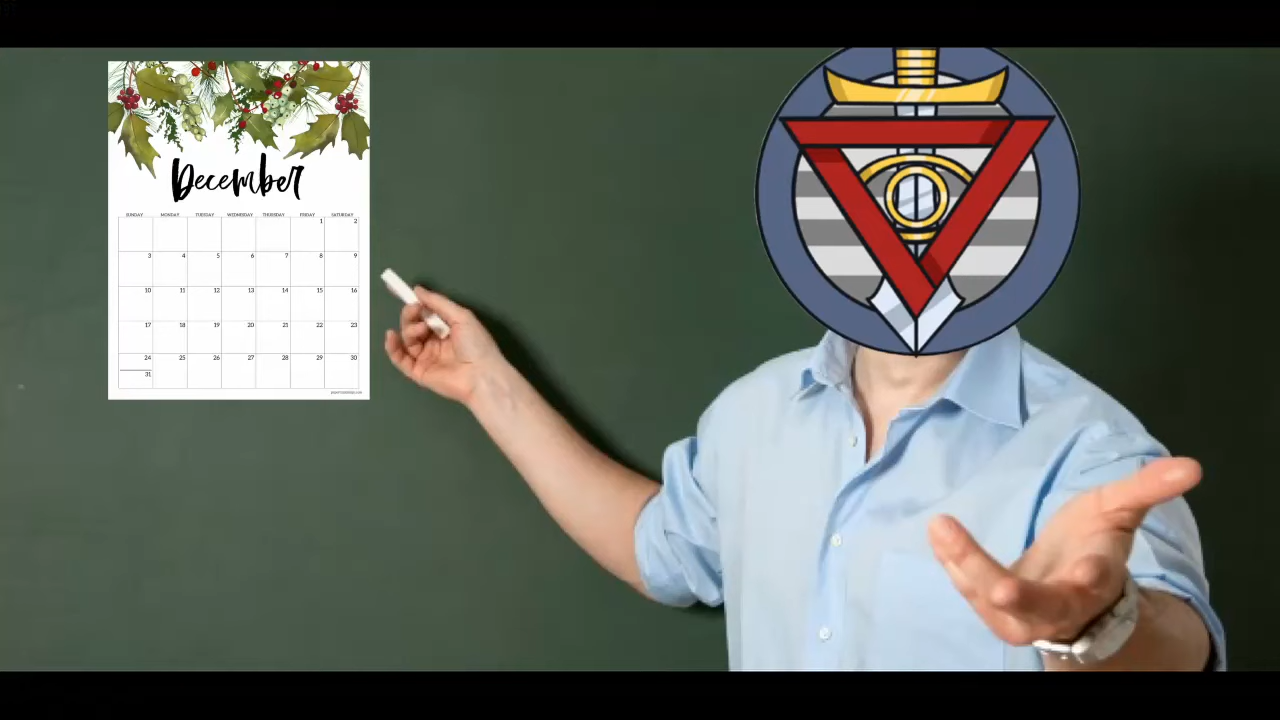 December
SUNDAY MONDAY TUESDAY WEDNESDAY THURSDAY FRIDAY SATURDAY
1 2
3 4 5 6 7 8 9
10 11 12 13 14 15 16
17 18 19 20 21 22 23
24 25 26 27 28 29 30
31